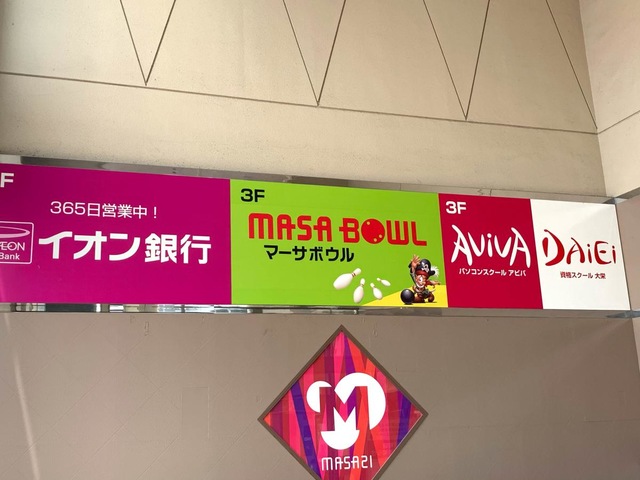 F
365日営業中！
AEON
Bank
イオン銀行
3F
MASA BOWL
マーサボウル
3F
AViVA
パソコンスクール アビバ
DAiEi
資格スクール 大栄
M
MASA21